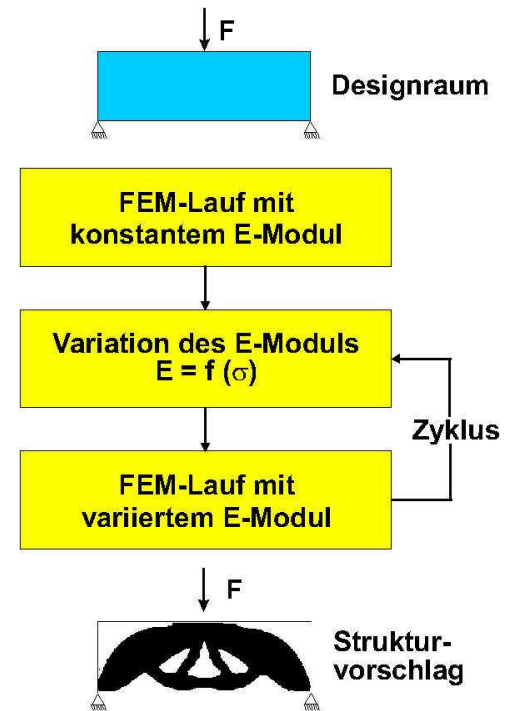 F
Designraum
FEM-Lauf mit
konstantem E-Modul
Variation des E-Moduls
E = f (σ)
Zyklus
FEM-Lauf mit
variiertem E-Modul
F
Struktur-
vorschlag